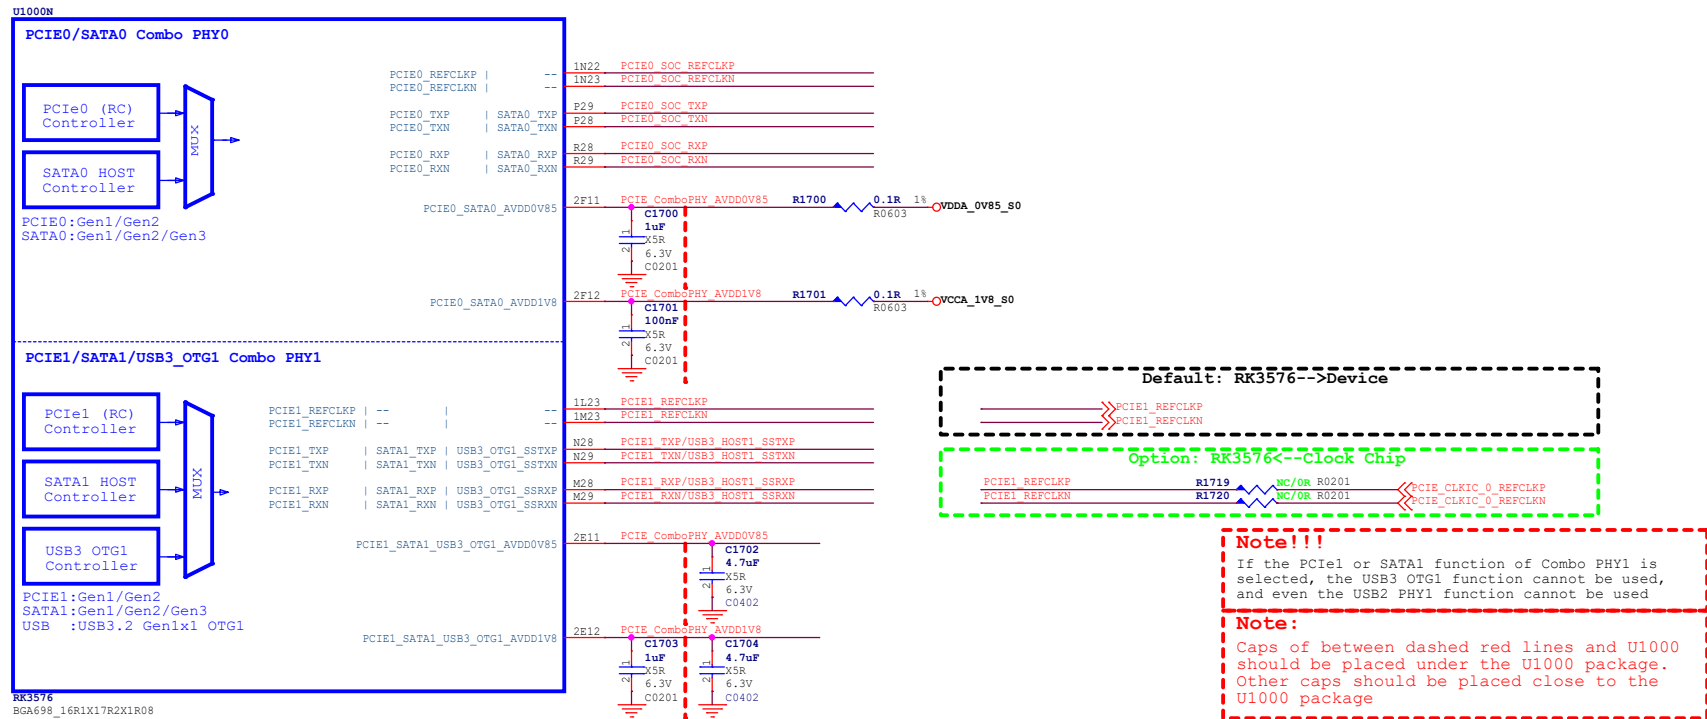 U1000N
PCIE0/SATA0 Combo PHY0
PCIe0 (RC)
Controller
SATA0 HOST
Controller
MUX
PCIE0:Gen1/Gen2
SATA0:Gen1/Gen2/Gen3
PCIE0_REFCLKP | -- 1N22 PCIE0_SOC_REFCLKP
PCIE0_REFCLKN | -- 1N23 PCIE0_SOC_REFCLKN
PCIE0_TXP | SATA0_TXP P29 PCIE0_SOC_TXP
PCIE0_TXN | SATA0_TXN P28 PCIE0_SOC_TXN
PCIE0_RXP | SATA0_RXP R28 PCIE0_SOC_RXP
PCIE0_RXN | SATA0_RXN R29 PCIE0_SOC_RXN
PCIE0_SATA0_AVDD0V85 2F11 PCIE_ComboPHY_AVDD0V85 R1700 0.1R 1% VDDA_0V85_S0
R0603
C1700
1uF
1
X5R
2
6.3V
C0201
PCIE0_SATA0_AVDD1V8 2F12 PCIE_ComboPHY_AVDD1V8 R1701 0.1R 1% VCCA_1V8_S0
R0603
C1701
100nF
1
X5R
2
6.3V
C0201
PCIE1/SATA1/USB3_OTG1 Combo PHY1
PCIe1 (RC)
Controller
SATA1 HOST
Controller
USB3 OTG1
Controller
MUX
PCIE1:Gen1/Gen2
SATA1:Gen1/Gen2/Gen3
USB :USB3.2 Gen1x1 OTG1
PCIE1_REFCLKP | -- | -- 1L23 PCIE1_REFCLKP
PCIE1_REFCLKN | -- | -- 1M23 PCIE1_REFCLKN
PCIE1_TXP | SATA1_TXP | USB3_OTG1_SSTXP N28 PCIE1_TXP/USB3_HOST1_SSTXP
PCIE1_TXN | SATA1_TXN | USB3_OTG1_SSTXN N29 PCIE1_TXN/USB3_HOST1_SSTXN
PCIE1_RXP | SATA1_RXP | USB3_OTG1_SSRXP M28 PCIE1_RXP/USB3_HOST1_SSRXP
PCIE1_RXN | SATA1_RXN | USB3_OTG1_SSRXN M29 PCIE1_RXN/USB3_HOST1_SSRXN
PCIE1_SATA1_USB3_OTG1_AVDD0V85 2E11 PCIE_ComboPHY_AVDD0V85
C1702
4.7uF
1
X5R
2
6.3V
C0402
PCIE1_SATA1_USB3_OTG1_AVDD1V8 2E12 PCIE_ComboPHY_AVDD1V8
C1703
1uF
1
X5R
2
6.3V
C0201
C1704
4.7uF
1
X5R
2
6.3V
C0402
RK3576
BGA698_16R1X17R2X1R08
Default: RK3576-->Device
PCIE1_REFCLKP
PCIE1_REFCLKN
Option: RK3576<--Clock Chip
PCIE1_REFCLKP R1719 NC/0R R0201 PCIE_CLKIC_0_REFCLKP
PCIE1_REFCLKN R1720 NC/0R R0201 PCIE_CLKIC_0_REFCLKN
Note!!!
If the PCIe1 or SATA1 function of Combo PHY1 is
selected, the USB3 OTG1 function cannot be used,
and even the USB2 PHY1 function cannot be used
Note:
Caps of between dashed red lines and U1000
should be placed under the U1000 package.
Other caps should be placed close to the
U1000 package